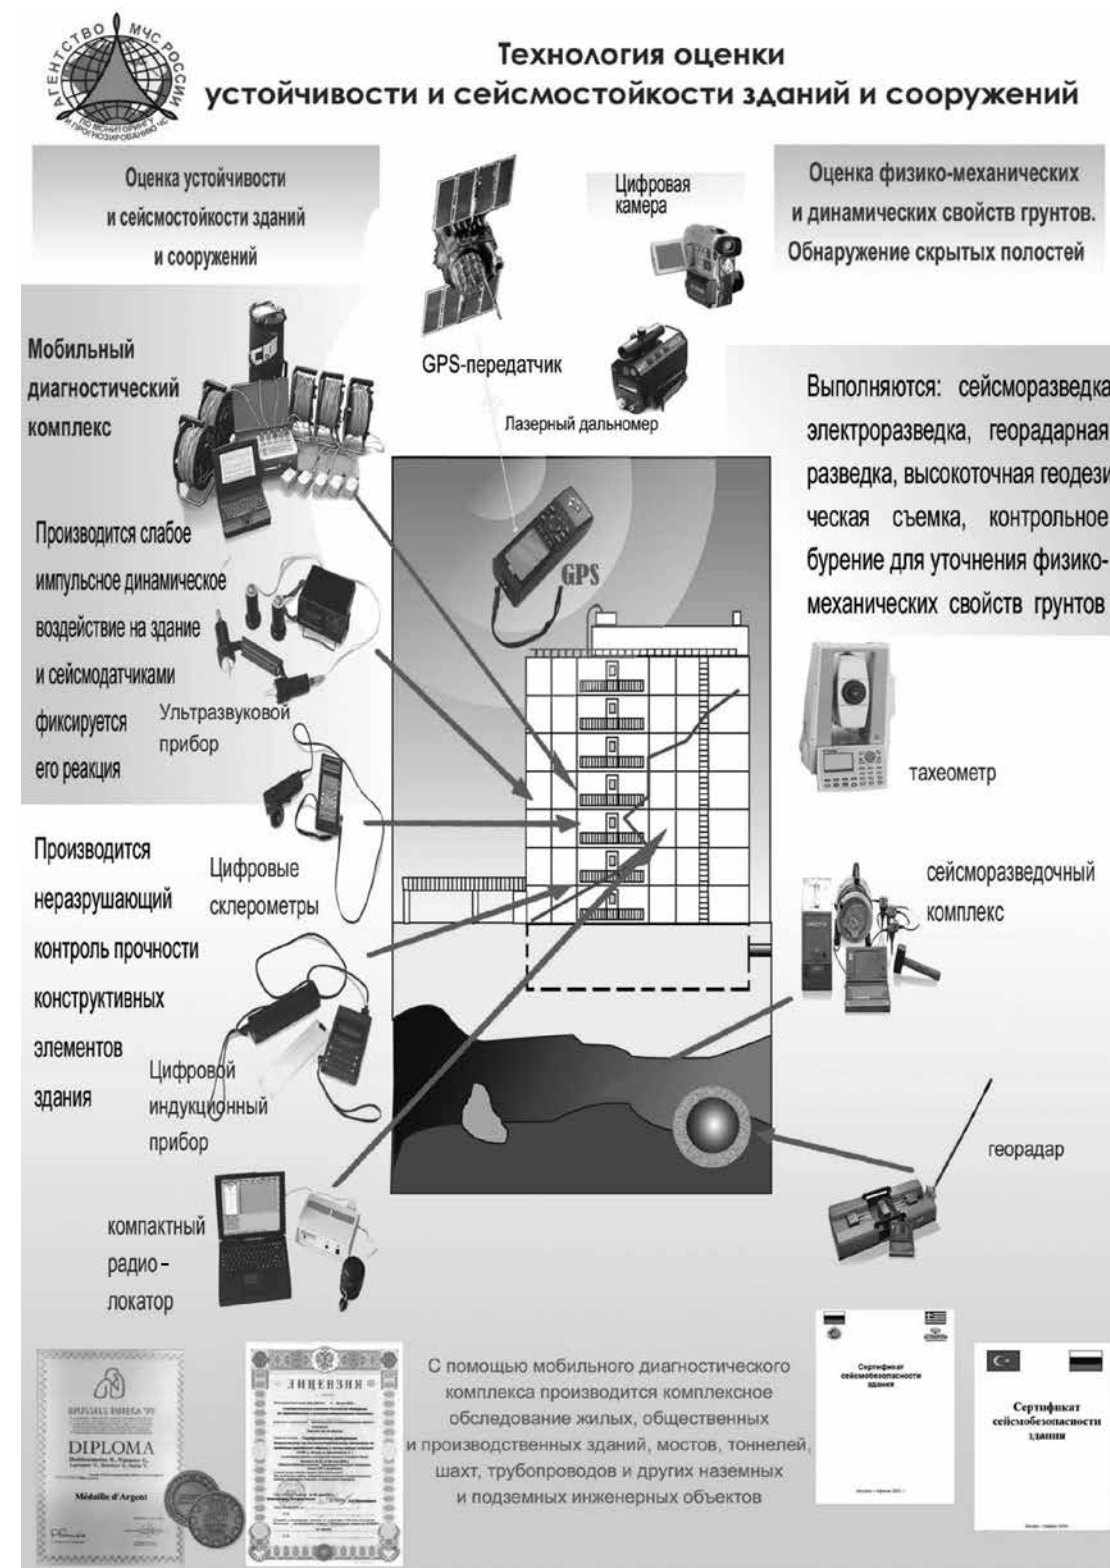 АГЕНТСТВО МЧС РОССИИ
ПО МОНИТОРИНГУ
И ПРОГНОЗИРОВАНИЮ ЧС
Технология оценки
устойчивости и сейсмостойкости зданий и сооружений
Оценка устойчивости
и сейсмостойкости зданий
и сооружений
Цифровая
камера
Оценка физико-механических
и динамических свойств грунтов.
Обнаружение скрытых полостей
Мобильный
диагностический
комплекс
GPS-передатчик
Лазерный дальномер
Выполняются: сейсморазведка
электроразведка, георадарная
разведка, высокоточная геодези
ческая съемка, контрольное
бурение для уточнения физико-
механических свойств грунтов
GPS
Производится слабое
импульсное динамическое
воздействие на здание
и сейсмодатчиками
фиксируется
его реакция
Ультразвуковой
прибор
тахеометр
Производится
неразрушающий
контроль прочности
конструктивных
элементов
здания
Цифровые
склерометры
сейсморазведочный
комплекс
Цифровой
индукционный
прибор
георадар
компактный
радио –
локатор
BRUSSELS EUREKA '97
DIPLOMA
Médaille d'Argent
ЛИЦЕНЗИЯ
С помощью мобильного диагностического
комплекса производится комплексное
обследование жилых, общественных
и производственных зданий, мостов, тоннелей,
шахт, трубопроводов и других наземных
и подземных инженерных объектов
Сертификат
сейсмобезопасности
здания
Сертификат
сейсмобезопасности
здания